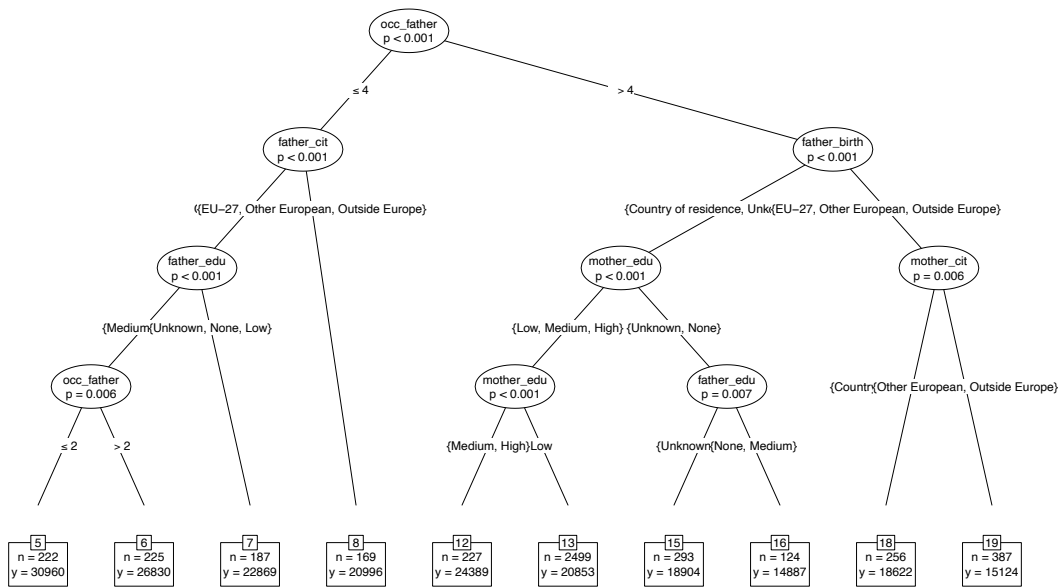 occ_father
p < 0.001
≤ 4
> 4
father_cit
p < 0.001
father_birth
p < 0.001
{EU−27, Other European, Outside Europe}
{Country of residence, {EU−27, Other European, Outside Europe}
father_edu
p < 0.001
mother_edu
p < 0.001
mother_cit
p = 0.006
{Medium {Unknown, None, Low}
{Low, Medium, High} {Unknown, None}
occ_father
p = 0.006
mother_edu
p < 0.001
father_edu
p = 0.007
{Other European, Outside Europe}
≤ 2
> 2
{Medium, High} Low
{Unknown {None, Medium}
5
n = 222
y = 30960
6
n = 225
y = 26830
7
n = 187
y = 22869
8
n = 169
y = 20996
12
n = 227
y = 24389
13
n = 2499
y = 20853
15
n = 293
y = 18904
16
n = 124
y = 14887
18
n = 256
y = 18622
19
n = 387
y = 15124